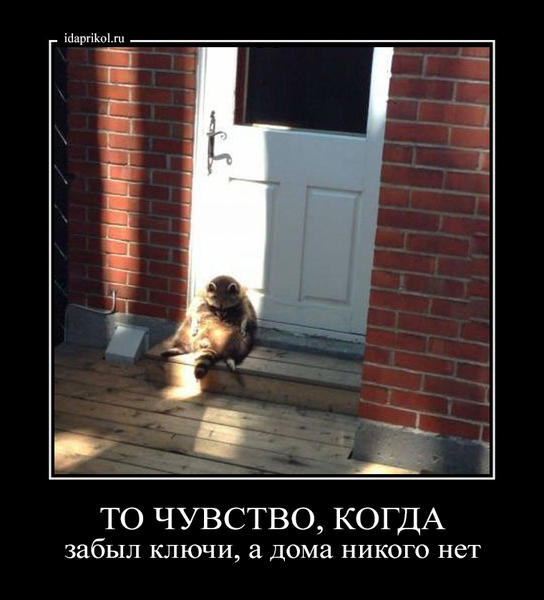 idaprikol.ru
ТО ЧУВСТВО, КОГДА
забыл ключи, а дома никого нет